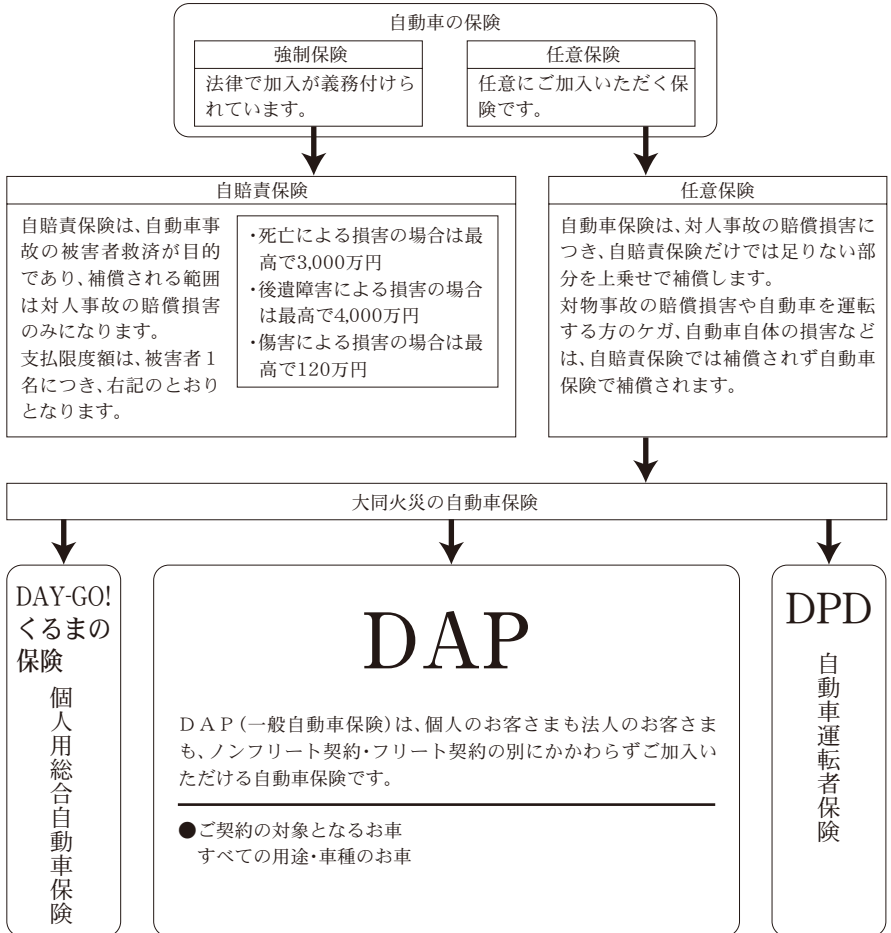 自動車の保険
強制保険
法律で加入が義務付けら
れています。
任意保険
任意にご加入いただく保
険です。
自賠責保険
自賠責保険は、自動車事
故の被害者救済が目的
であり、補償される範囲
は対人事故の賠償損害
のみになります。
支払限度額は、被害者1
名につき、右記のとおり
となります。
・死亡による損害の場合は最
高で3,000万円
・後遺障害による損害の場合
は最高で4,000万円
・傷害による損害の場合は最
高で120万円
任意保険
自動車保険は、対人事故の賠償損害に
つき、自賠責保険だけでは足りない部
分を上乗せで補償します。
対物事故の賠償損害や自動車を運転
する方のケガ、自動車自体の損害など
は、自賠責保険では補償されず自動車
保険で補償されます。
大同火災の自動車保険
DAY-GO!
くるまの
保険
個人用総合自動車保険
DAP
DAP(一般自動車保険)は、個人のお客さまも法人のお客さま
も、ノンフリート契約・フリート契約の別にかかわらずご加入い
ただける自動車保険です。
●ご契約の対象となるお車
すべての用途・車種のお車
DPD
自動車運転者保険